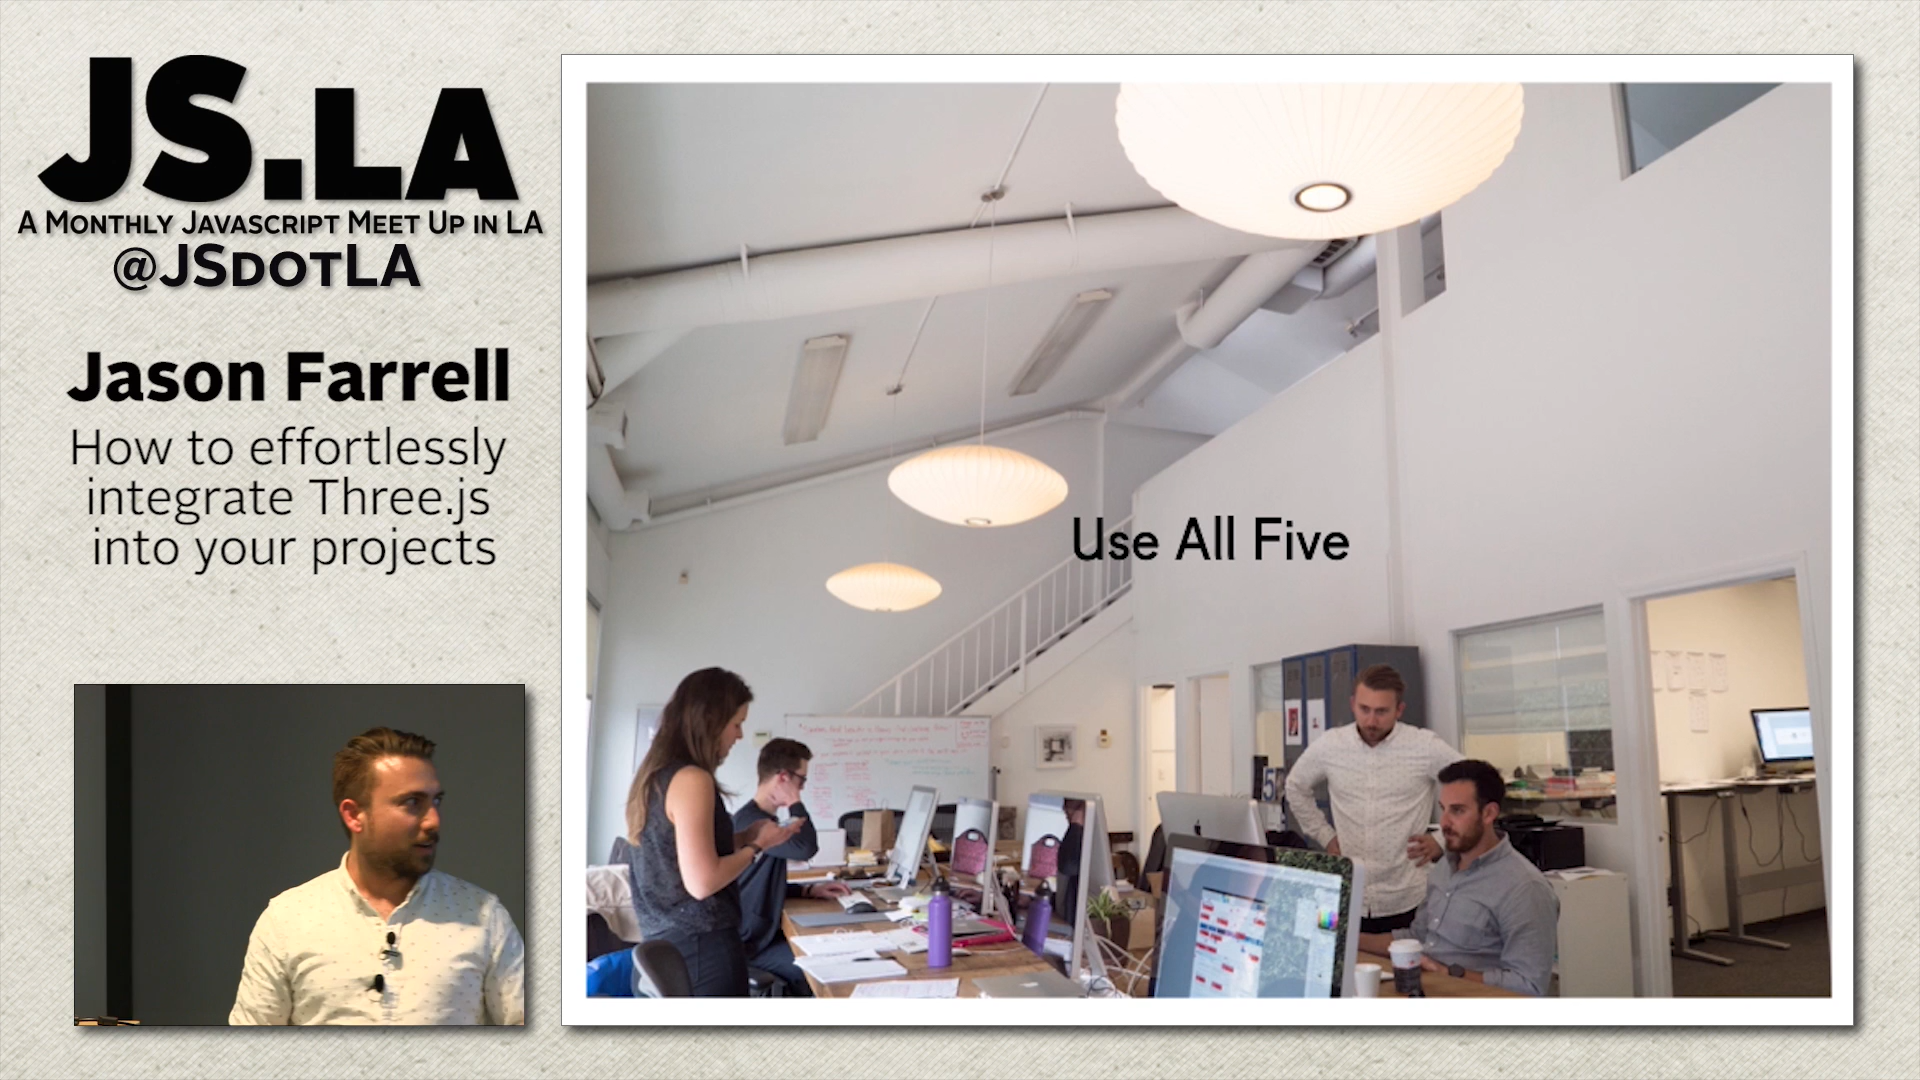 JS.LA
A Monthly Javascript Meet Up in LA
@JSdotLA
Jason Farrell
How to effortlessly
integrate Three.js
into your projects
Use All Five